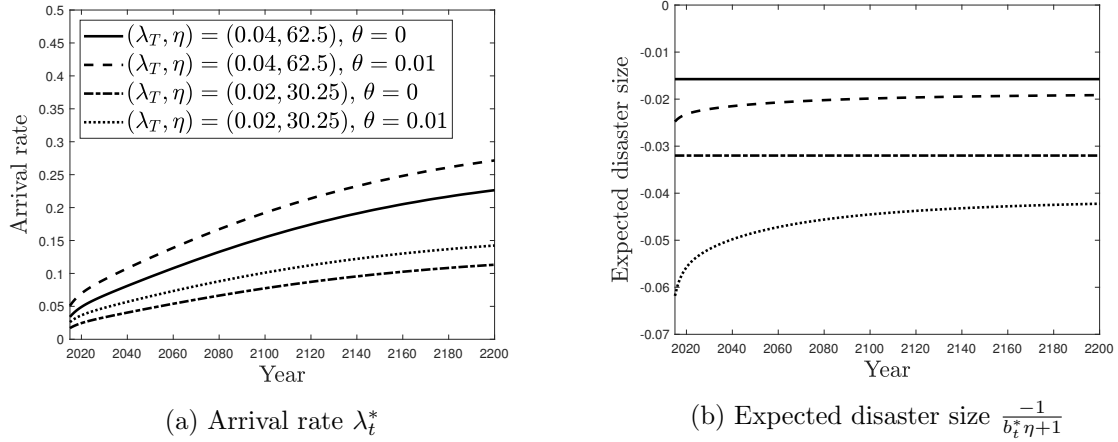 0.5
0.45
0.4
0.35
0.3
0.25
0.2
0.15
0.1
0.05
0
Arrival rate
(λ_T, η) = (0.04, 62.5), θ = 0
(λ_T, η) = (0.04, 62.5), θ = 0.01
(λ_T, η) = (0.02, 30.25), θ = 0
(λ_T, η) = (0.02, 30.25), θ = 0.01
2020 2040 2060 2080 2100 2120 2140 2160 2180 2200
Year
(a) Arrival rate λ_t^*
0
-0.01
-0.02
-0.03
-0.04
-0.05
-0.06
-0.07
Expected disaster size
2020 2040 2060 2080 2100 2120 2140 2160 2180 2200
Year
(b) Expected disaster size -1/(b_t^* η+1)